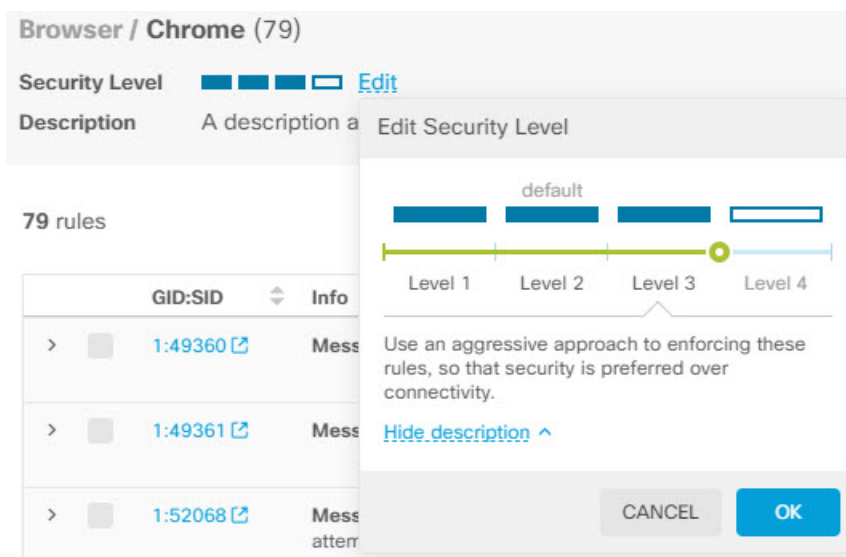 Browser / Chrome (79)
Security Level Edit
Description A description a
Edit Security Level
default
Level 1 Level 2 Level 3 Level 4
Use an aggressive approach to enforcing these
rules, so that security is preferred over
connectivity.
Hide description
CANCEL OK
79 rules
GID:SID Info
1:49360 Mess
1:49361 Mess
1:52068 Mess
attem